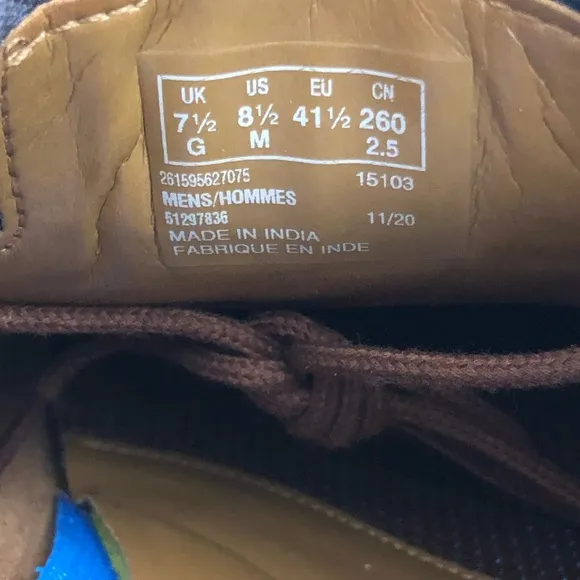 UK US EU CN
7½ 8½ 41½ 260
G M 2.5
261595627075 15103
MENS/HOMMES
51297836 11/20
MADE IN INDIA
FABRIQUE EN INDE